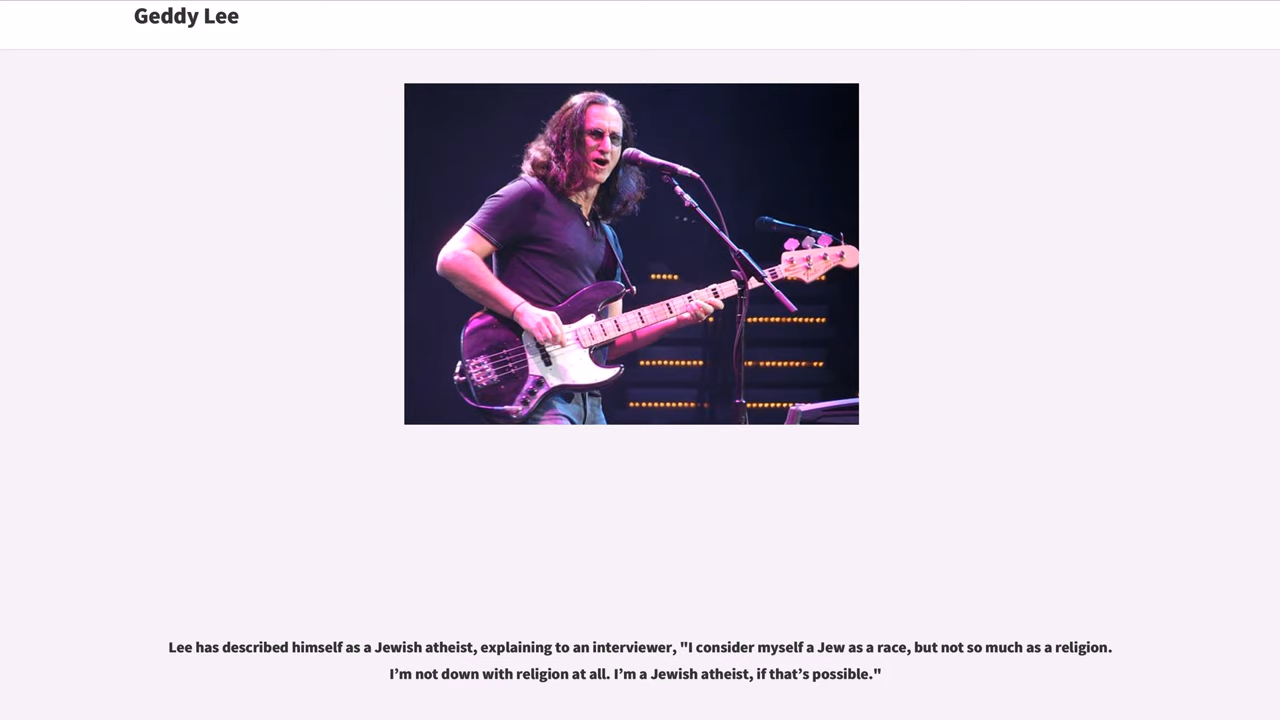 Geddy Lee
Lee has described himself as a Jewish atheist, explaining to an interviewer, "I consider myself a Jew as a race, but not so much as a religion.
I’m not down with religion at all. I’m a Jewish atheist, if that’s possible."